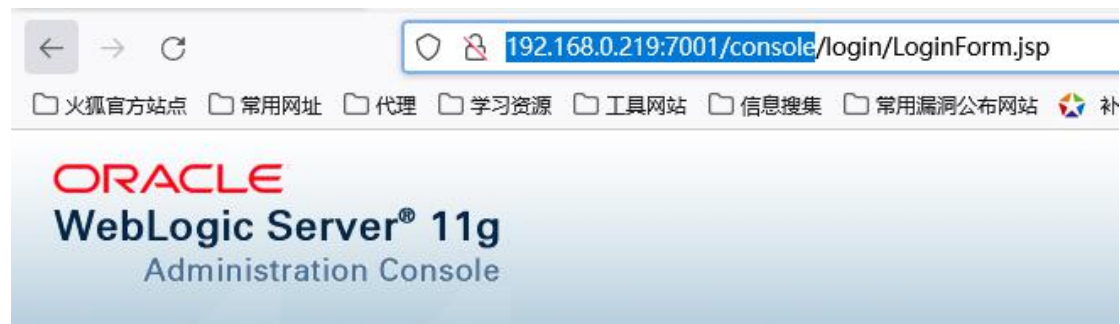 192.168.0.219:7001/console/login/LoginForm.jsp
火狐官方站点 常用网址 代理 学习资源 工具网站 信息搜集 常用漏洞公布网站 补
ORACLE
WebLogic Server® 11g
Administration Console